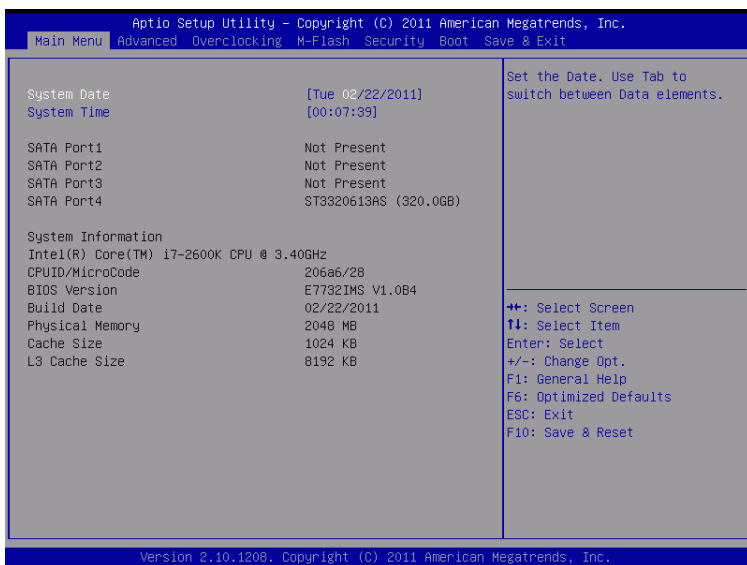 Aptio Setup Utility – Copyright (C) 2011 American Megatrends, Inc.
Main Menu Advanced Overclocking M-Flash Security Boot Save & Exit
System Date [Tue 02/22/2011]
System Time [00:07:39]
SATA Port1 Not Present
SATA Port2 Not Present
SATA Port3 Not Present
SATA Port4 ST3320613AS (320.0GB)
System Information
Intel(R) Core(TM) i7-2600K CPU @ 3.40GHz
CPUID/MicroCode 206a6/28
BIOS Version E7732IMS V1.0B4
Build Date 02/22/2011
Physical Memory 2048 MB
Cache Size 1024 KB
L3 Cache Size 8192 KB
Set the Date. Use Tab to
switch between Data elements.
→←: Select Screen
↑↓: Select Item
Enter: Select
+/-: Change Opt.
F1: General Help
F6: Optimized Defaults
ESC: Exit
F10: Save & Reset
Version 2.10.1208. Copyright (C) 2011 American Megatrends, Inc.